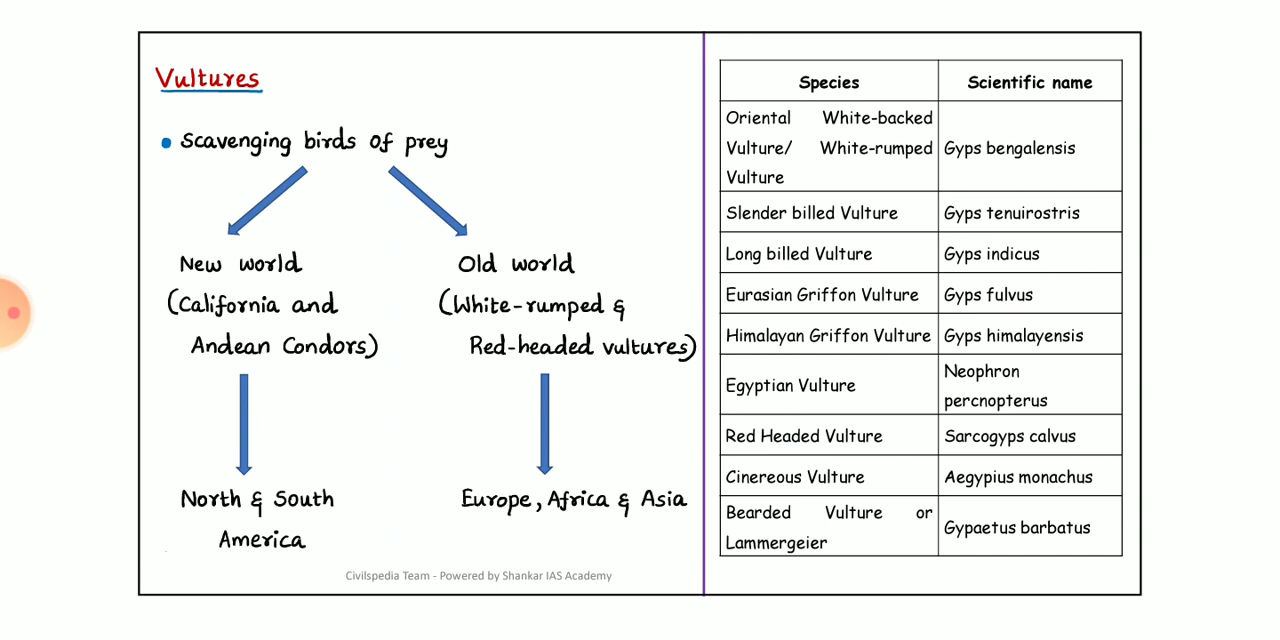 Vultures
• Scavenging birds of prey
New world
(California and
Andean Condors)
Old world
(White-rumped &
Red-headed vultures)
North & South
America
Europe, Africa & Asia
Civilspedia Team - Powered by Shankar IAS Academy
Species Scientific name
Oriental White-backed
Vulture/ White-rumped
Vulture
Gyps bengalensis
Slender billed Vulture Gyps tenuirostris
Long billed Vulture Gyps indicus
Eurasian Griffon Vulture Gyps fulvus
Himalayan Griffon Vulture Gyps himalayensis
Egyptian Vulture
Neophron
percnopterus
Red Headed Vulture Sarcogyps calvus
Cinereous Vulture Aegypius monachus
Bearded Vulture or
Lammergeier
Gypaetus barbatus